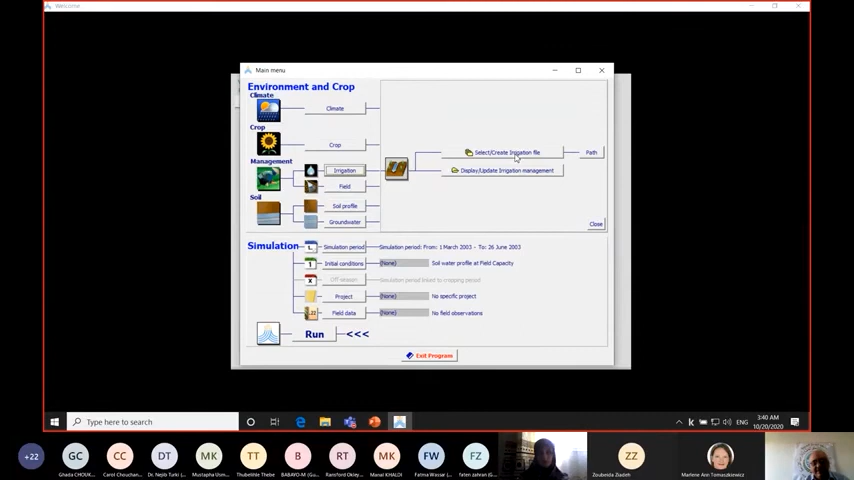 Welcome
Main menu
Environment and Crop
Climate
Climate
Crop
Crop
Management
Irrigation
Field
Soil
Soil profile
Groundwater
Select/Create Irrigation file
Path
Display/Update Irrigation management
Close
Simulation
Simulation period
Simulation period: From: 1 March 2003 - To: 26 June 2003
Initial conditions
(None)
Soil water profile at Field Capacity
Off-season
Simulation period linked to cropping period
Project
(None)
No specific project
Field data
(None)
No field observations
Run
<<<
Exit Program
Type here to search
ENG
3:40 AM
10/20/2020
+22
GC
CC
DT
MK
TT
B
RT
MK
FW
FZ
ZZ
Ghada CHOUK...
Carol Chouchan...
Dr. Nejib Turki (...
Mustapha Usm...
Thubelihle Thebe
BABAYO-M (Gu...
Ransford Okley...
Manal KHALDI
Fatma Wassar (...
Faten zahran (G...
Zoubeida Ziadeh
Marlene Ann Tomaszkiewicz